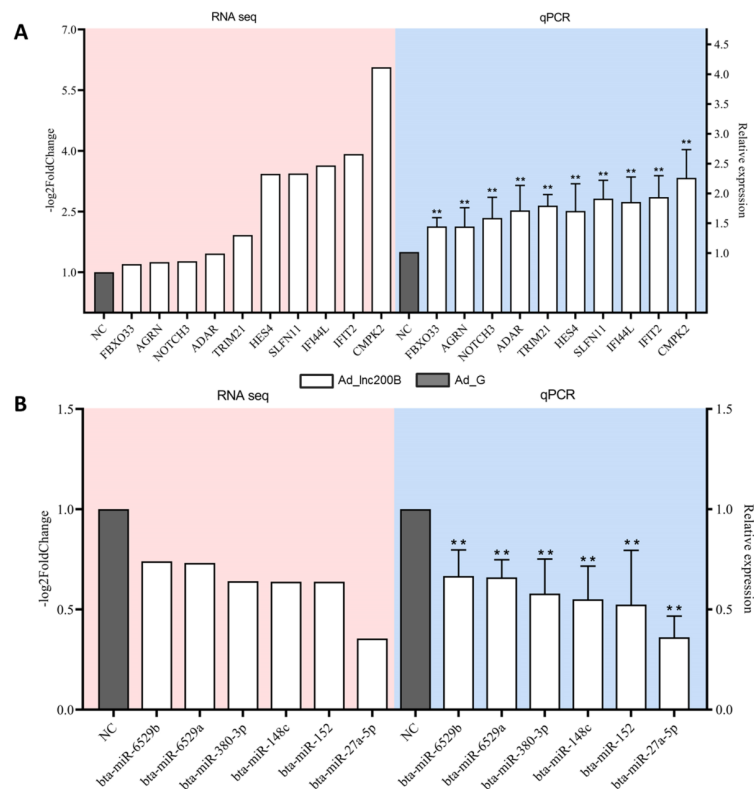 A
RNA seq
qPCR
-log2FoldChange
7.0
5.5
4.0
2.5
1.0
Relative expression
4.5
4.0
3.5
3.0
2.5
2.0
1.5
1.0
** ** ** ** ** ** ** ** ** **
NC FBXO33 AGRN NOTCH3 ADAR TRIM21 HES4 SLFN11 IFI44L IFIT2 CMPK2
NC FBXO33 AGRN NOTCH3 ADAR TRIM21 HES4 SLFN11 IFI44L IFIT2 CMPK2
Ad_lnc200B Ad_G
B
RNA seq
qPCR
-log2FoldChange
1.5
1.0
0.5
0.0
Relative expression
1.5
1.0
0.5
0.0
** ** ** ** ** **
NC bta-miR-6529b bta-miR-6529a bta-miR-380-3p bta-miR-148c bta-miR-152 bta-miR-27a-5p
NC bta-miR-6529b bta-miR-6529a bta-miR-380-3p bta-miR-148c bta-miR-152 bta-miR-27a-5p